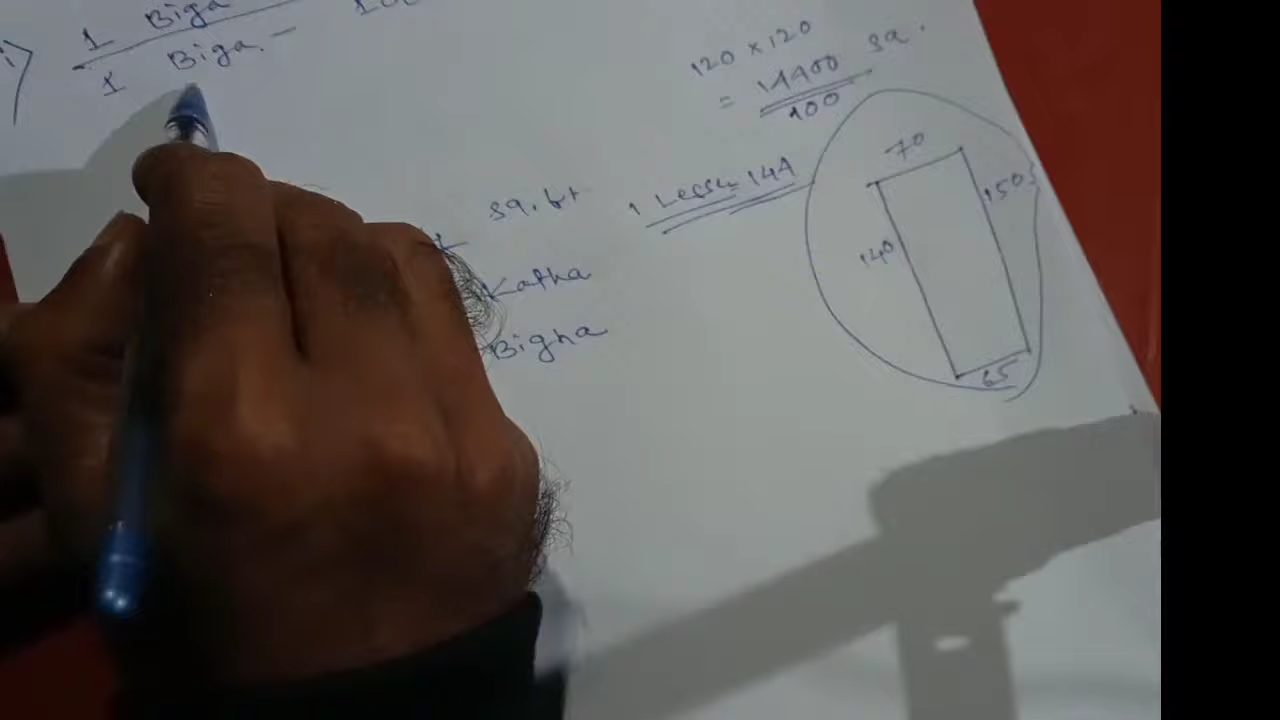 1 Biga
1 Biga. -
1
120 x 120
= 14400 sq.
100
sq. ft
1 Lessa 144
Katha
Bigha
70
150
140
65